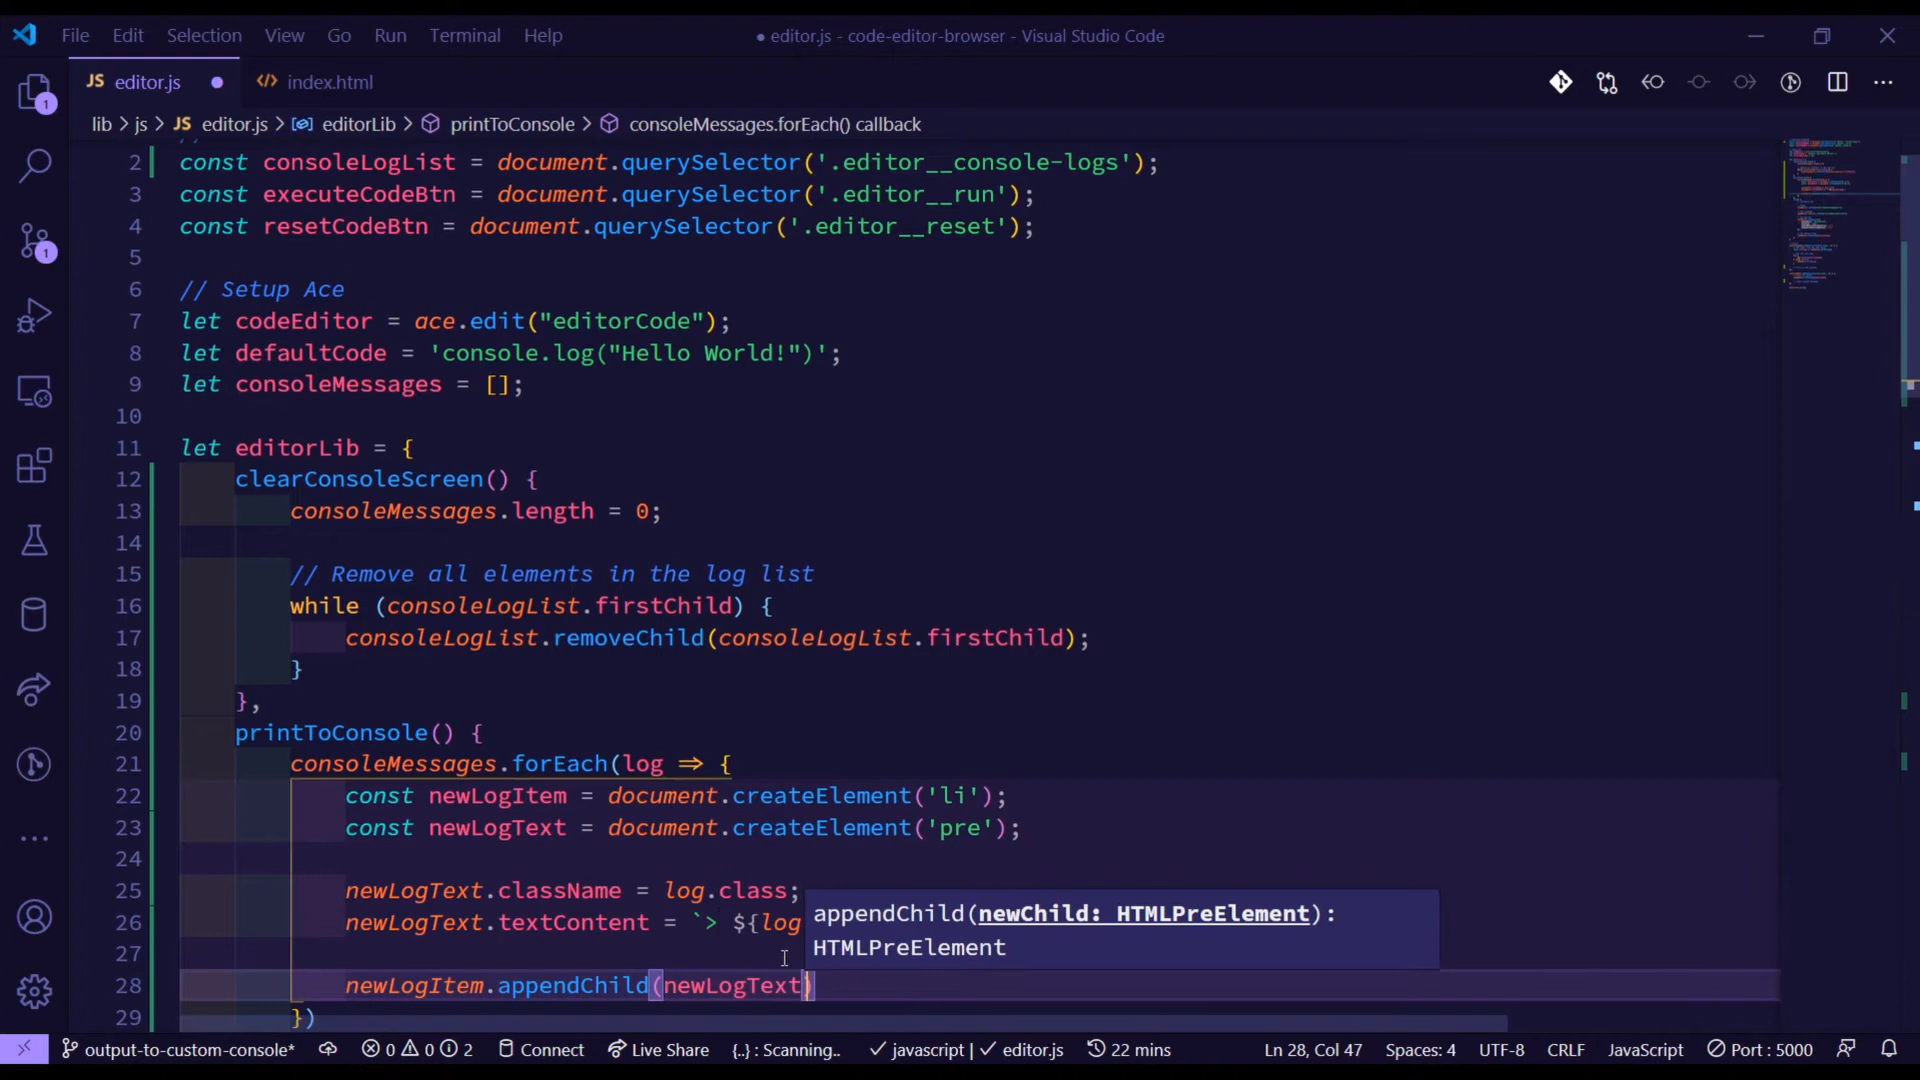 File Edit Selection View Go Run Terminal Help ● editor.js - code-editor-browser - Visual Studio Code
JS editor.js ● index.html
lib > js > JS editor.js > editorLib > printToConsole > consoleMessages.forEach() callback
2 const consoleLogList = document.querySelector('.editor__console-logs');
3 const executeCodeBtn = document.querySelector('.editor__run');
4 const resetCodeBtn = document.querySelector('.editor__reset');
5
6 // Setup Ace
7 let codeEditor = ace.edit("editorCode");
8 let defaultCode = 'console.log("Hello World!")';
9 let consoleMessages = [];
10
11 let editorLib = {
12 clearConsoleScreen() {
13 consoleMessages.length = 0;
14
15 // Remove all elements in the log list
16 while (consoleLogList.firstChild) {
17 consoleLogList.removeChild(consoleLogList.firstChild);
18 }
19 },
20 printToConsole() {
21 consoleMessages.forEach(log => {
22 const newLogItem = document.createElement('li');
23 const newLogText = document.createElement('pre');
24
25 newLogText.className = log.class;
26 newLogText.textContent = `> ${log
appendChild(newChild: HTMLPreElement):
HTMLPreElement
27
28 newLogItem.appendChild(newLogText)
29 })
1
1
output-to-custom-console* 0 0 2 Connect Live Share {..} : Scanning.. ✓ javascript | ✓ editor.js 22 mins Ln 28, Col 47 Spaces: 4 UTF-8 CRLF JavaScript Port : 5000